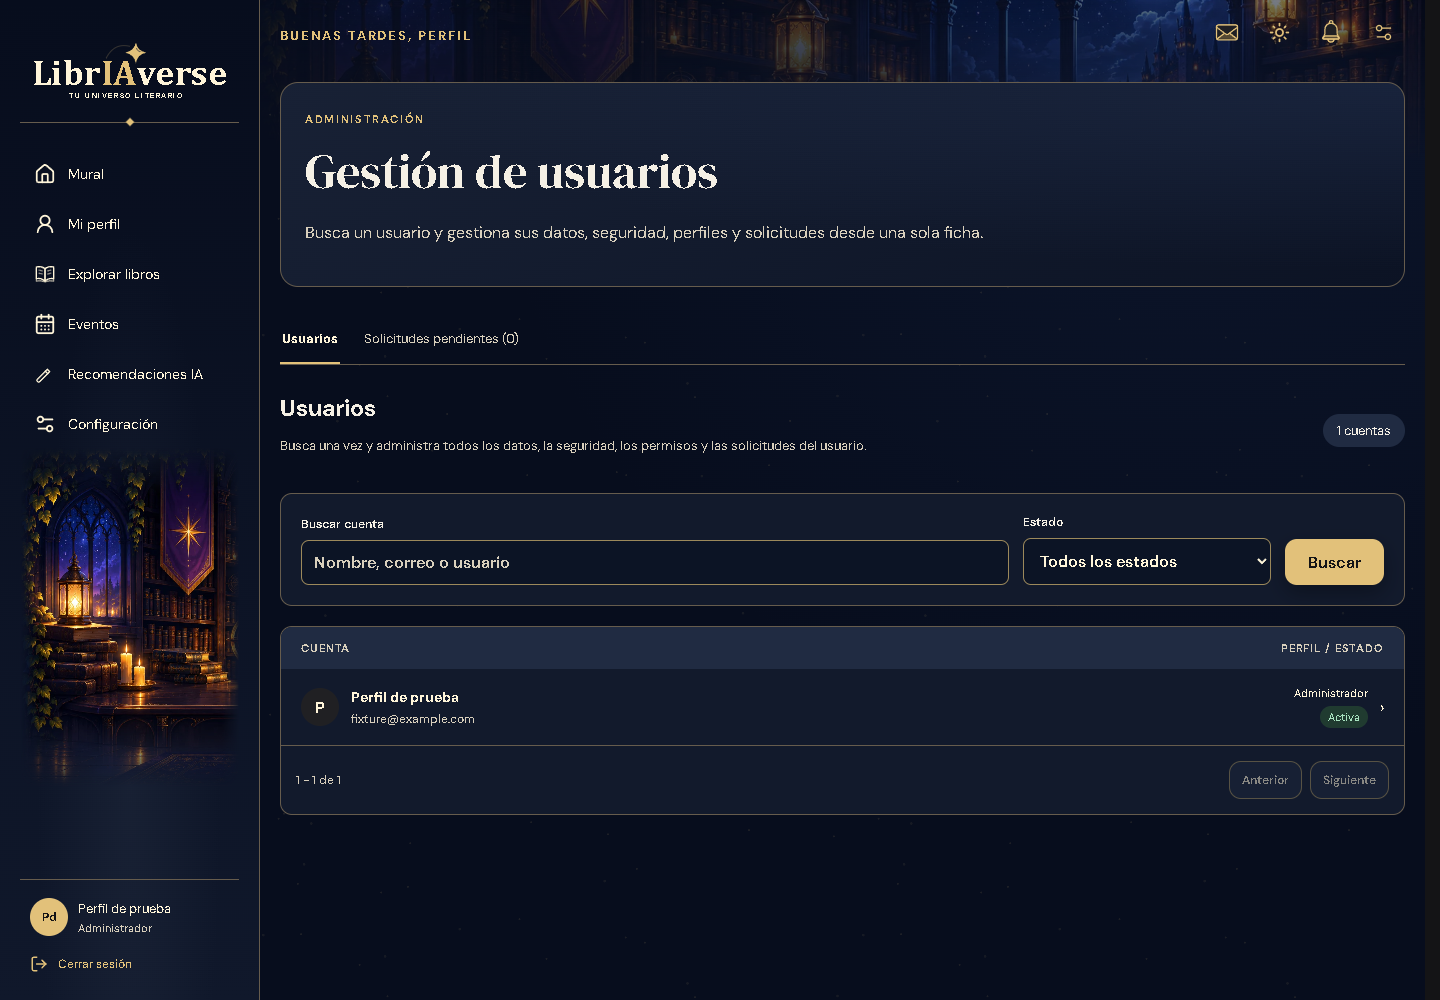 LibrIAverse
TU UNIVERSO LITERARIO
Mural
Mi perfil
Explorar libros
Eventos
Recomendaciones IA
Configuración
Perfil de prueba
Pd
Administrador
Cerrar sesión
BUENAS TARDES, PERFIL
ADMINISTRACIÓN
Gestión de usuarios
Busca un usuario y gestiona sus datos, seguridad, perfiles y solicitudes desde una sola ficha.
Usuarios
Solicitudes pendientes (0)
Usuarios
Busca una vez y administra todos los datos, la seguridad, los permisos y las solicitudes del usuario.
1 cuentas
Buscar cuenta
Nombre, correo o usuario
Estado
Todos los estados
Buscar
CUENTA
PERFIL / ESTADO
P
Perfil de prueba
fixture@example.com
Administrador
Activa
1–1 de 1
Anterior
Siguiente